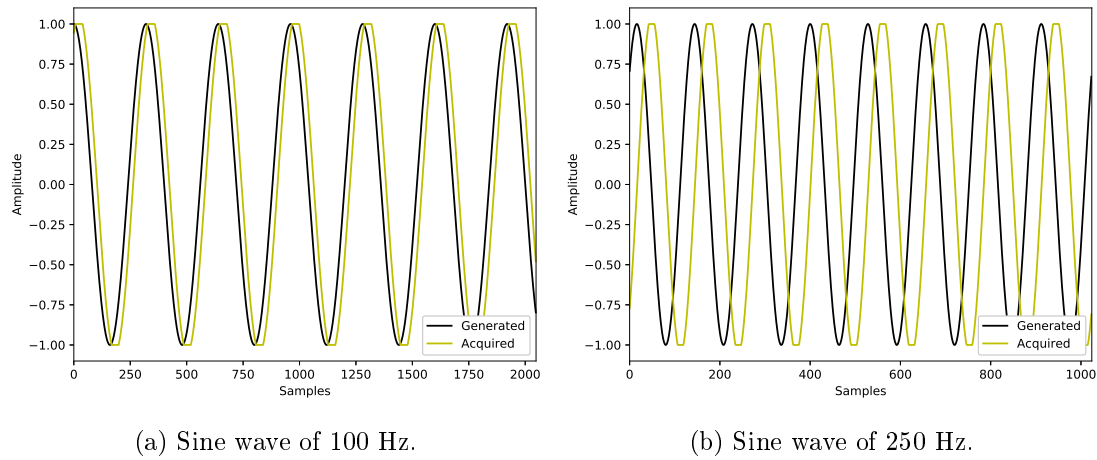 1.00
0.75
0.50
0.25
0.00
−0.25
−0.50
−0.75
−1.00
Amplitude
0 250 500 750 1000 1250 1500 1750 2000
Samples
Generated
Acquired
(a) Sine wave of 100 Hz.
1.00
0.75
0.50
0.25
0.00
−0.25
−0.50
−0.75
−1.00
Amplitude
0 200 400 600 800 1000
Samples
Generated
Acquired
(b) Sine wave of 250 Hz.